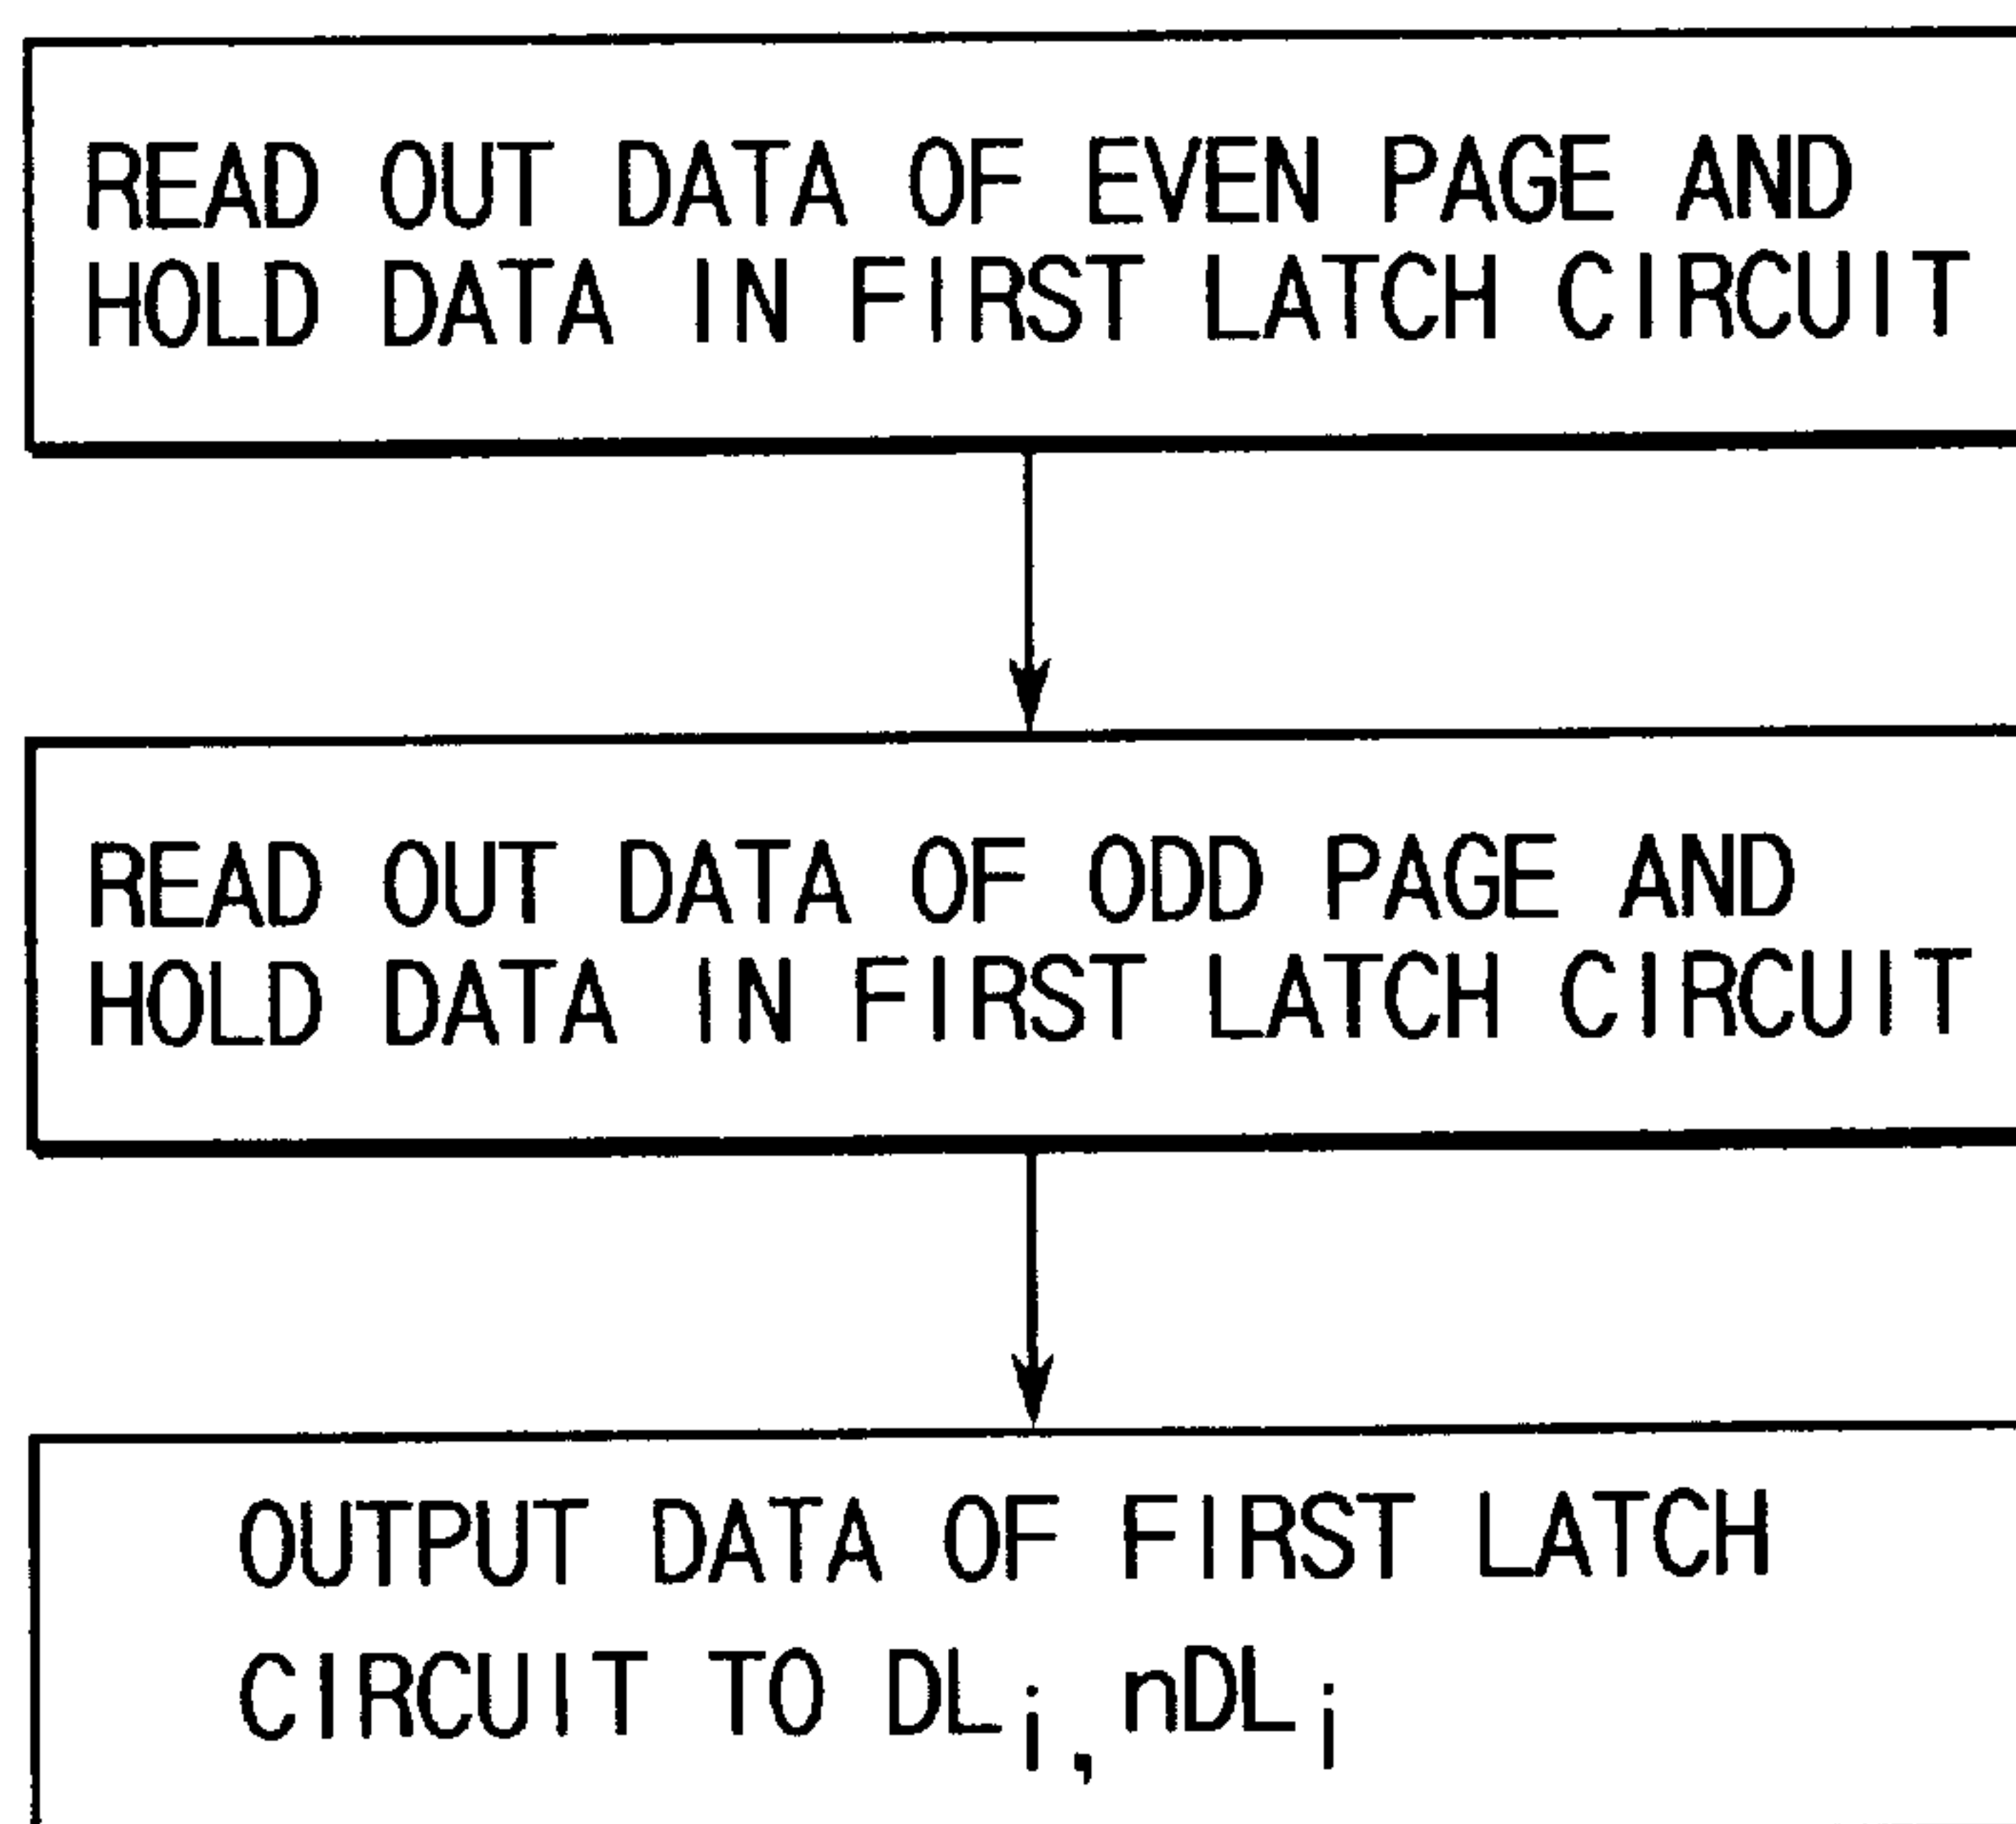 READ OUT DATA OF EVEN PAGE AND
HOLD DATA IN FIRST LATCH CIRCUIT
READ OUT DATA OF ODD PAGE AND
HOLD DATA IN FIRST LATCH CIRCUIT
OUTPUT DATA OF FIRST LATCH
CIRCUIT TO DLi, nDLi